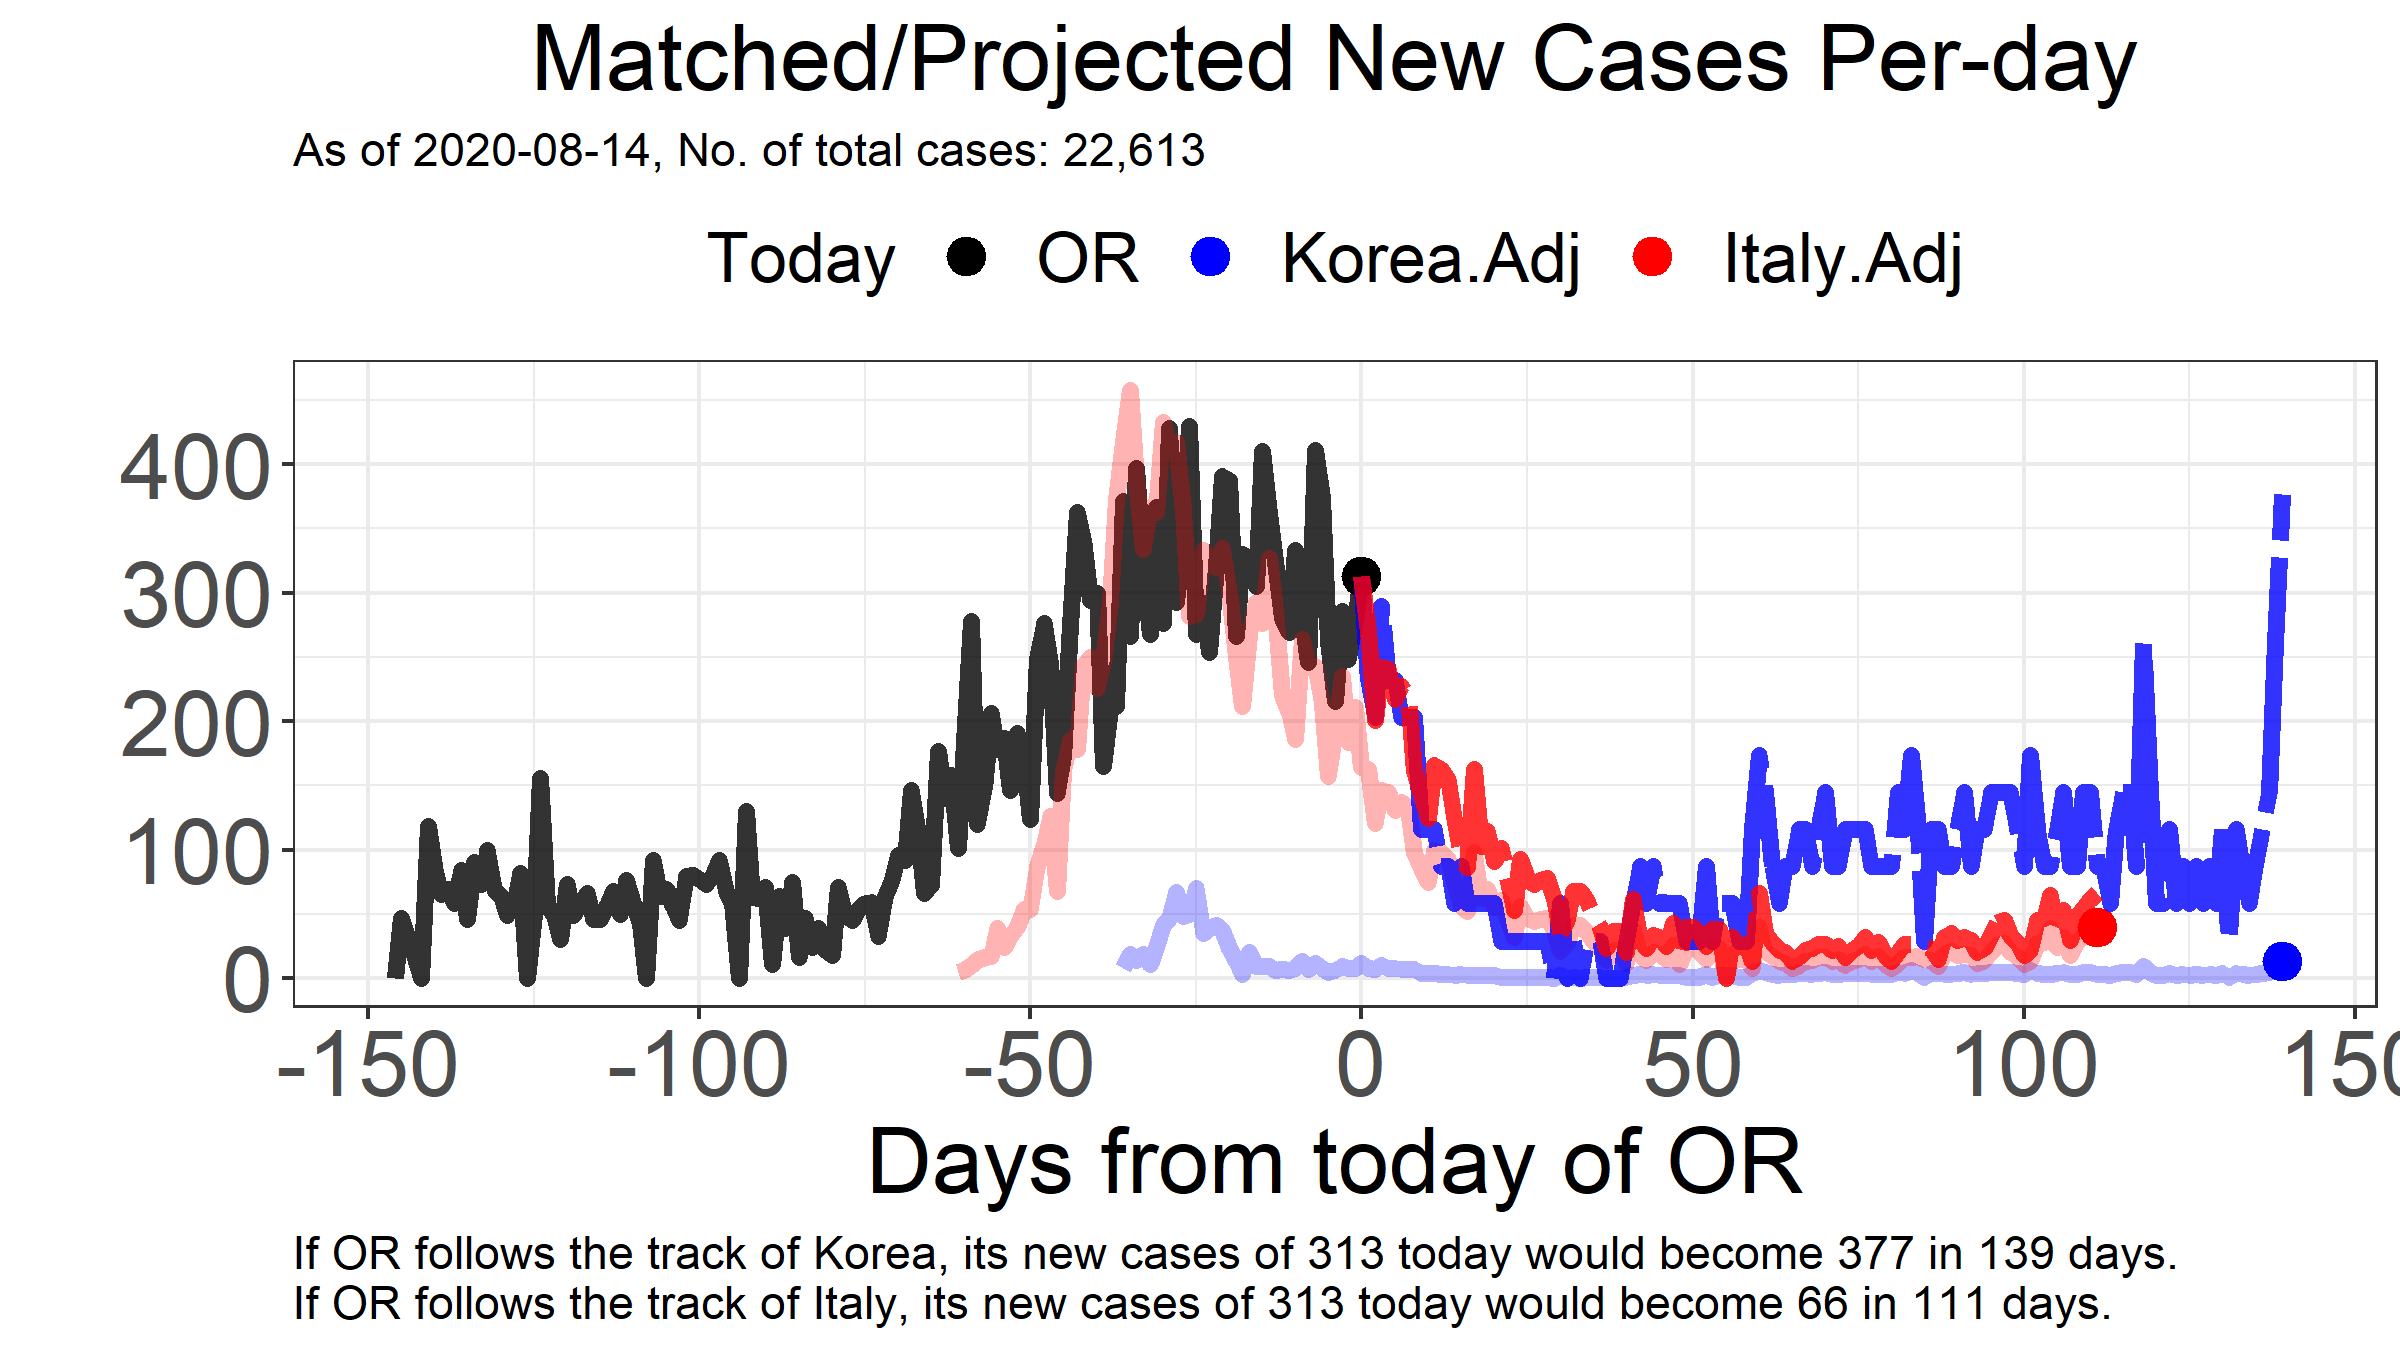 Matched/Projected New Cases Per-day
As of 2020-08-14, No. of total cases: 22,613
Today OR Korea.Adj Italy.Adj
400
300
200
100
0
-150 -100 -50 0 50 100 150
Days from today of OR
If OR follows the track of Korea, its new cases of 313 today would become 377 in 139 days.
If OR follows the track of Italy, its new cases of 313 today would become 66 in 111 days.